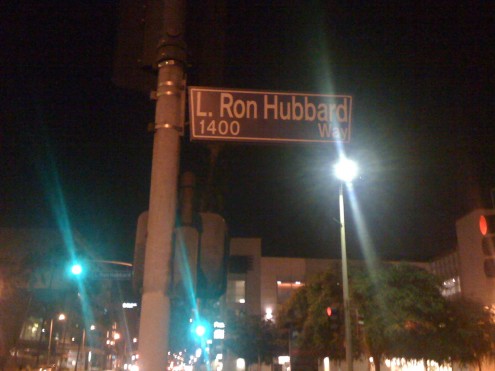 L. Ron Hubbard
1400 Way